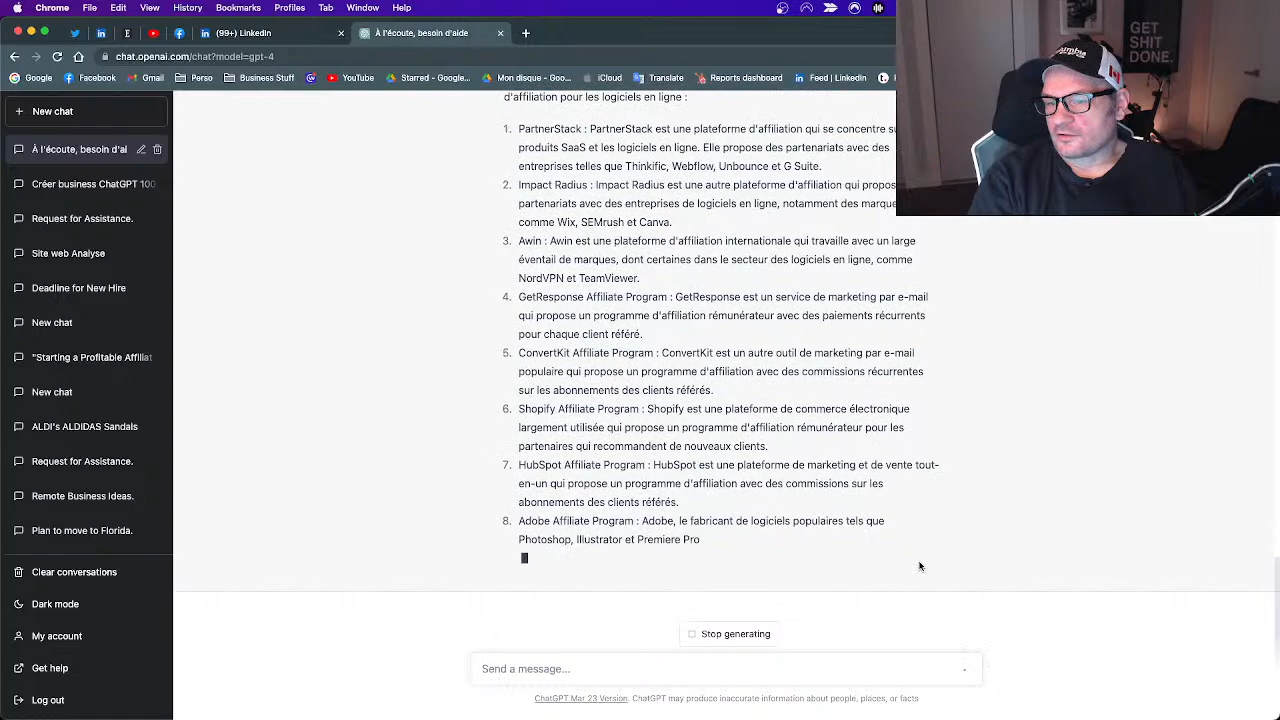 Chrome File Edit View History Bookmarks Profiles Tab Window Help
(99+) LinkedIn
À l'écoute, besoin d'aide
chat.openai.com/chat?model=gpt-4
Google Facebook Gmail Perso Business Stuff YouTube Starred - Google... Mon disque - Goo... iCloud Translate Reports dashboard Feed | LinkedIn
GET
SHIT
DONE.
New chat
À l'écoute, besoin d'ai
Créer business ChatGPT 100
Request for Assistance.
Site web Analyse
Deadline for New Hire
New chat
"Starting a Profitable Affiliat
New chat
ALDI's ALDIDAS Sandals
Request for Assistance.
Remote Business Ideas.
Plan to move to Florida.
Clear conversations
Dark mode
My account
Get help
Log out
d'affiliation pour les logiciels en ligne :
1. PartnerStack : PartnerStack est une plateforme d'affiliation qui se concentre su
produits SaaS et les logiciels en ligne. Elle propose des partenariats avec des
entreprises telles que Thinkific, Webflow, Unbounce et G Suite.
2. Impact Radius : Impact Radius est une autre plateforme d'affiliation qui propos
partenariats avec des entreprises de logiciels en ligne, notamment des marque
comme Wix, SEMrush et Canva.
3. Awin : Awin est une plateforme d'affiliation internationale qui travaille avec un large
éventail de marques, dont certaines dans le secteur des logiciels en ligne, comme
NordVPN et TeamViewer.
4. GetResponse Affiliate Program : GetResponse est un service de marketing par e-mail
qui propose un programme d'affiliation rémunérateur avec des paiements récurrents
pour chaque client référé.
5. ConvertKit Affiliate Program : ConvertKit est un autre outil de marketing par e-mail
populaire qui propose un programme d'affiliation avec des commissions récurrentes
sur les abonnements des clients référés.
6. Shopify Affiliate Program : Shopify est une plateforme de commerce électronique
largement utilisée qui propose un programme d'affiliation rémunérateur pour les
partenaires qui recommandent de nouveaux clients.
7. HubSpot Affiliate Program : HubSpot est une plateforme de marketing et de vente tout-
en-un qui propose un programme d'affiliation avec des commissions sur les
abonnements des clients référés.
8. Adobe Affiliate Program : Adobe, le fabricant de logiciels populaires tels que
Photoshop, Illustrator et Premiere Pro
Stop generating
Send a message...
ChatGPT Mar 23 Version. ChatGPT may produce inaccurate information about people, places, or facts